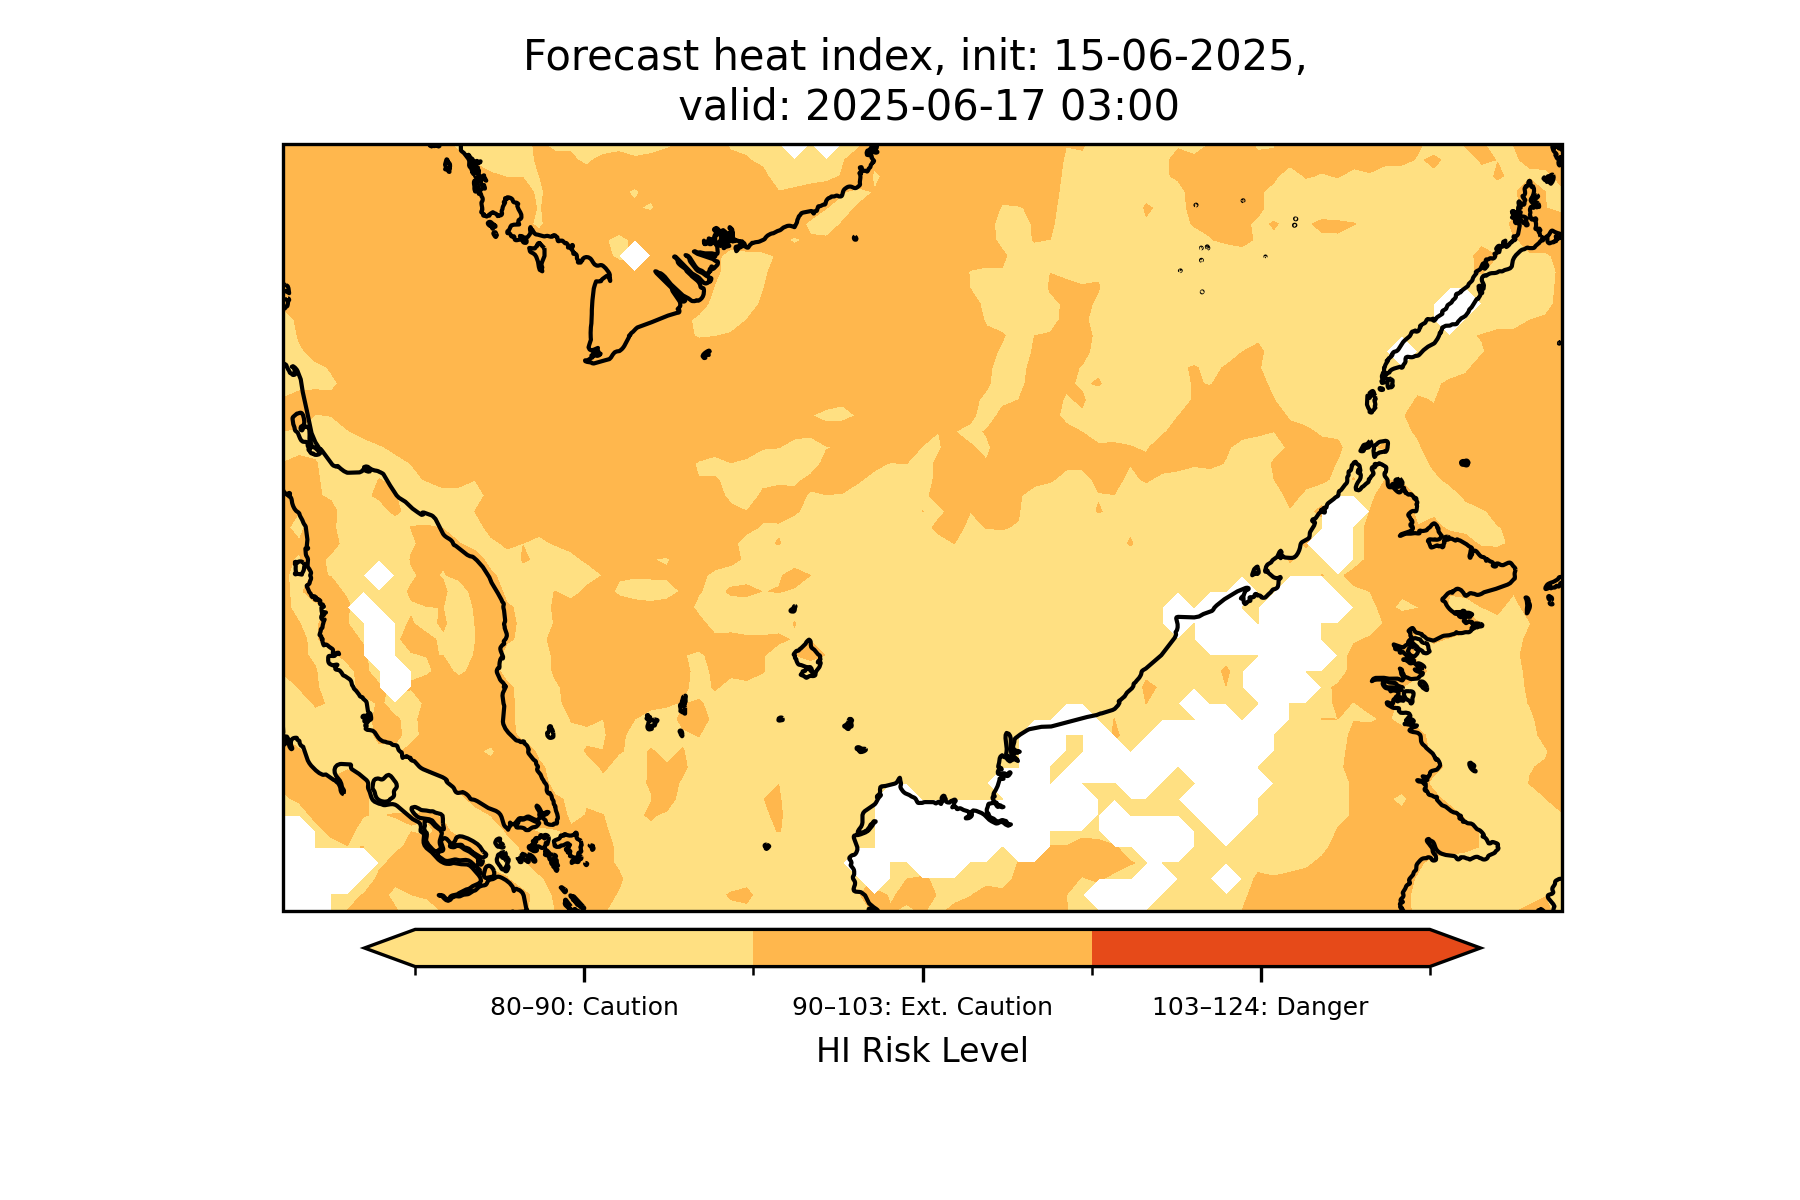 Forecast heat index, init: 15-06-2025,
valid: 2025-06-17 03:00
80–90: Caution
90–103: Ext. Caution
103–124: Danger
HI Risk Level